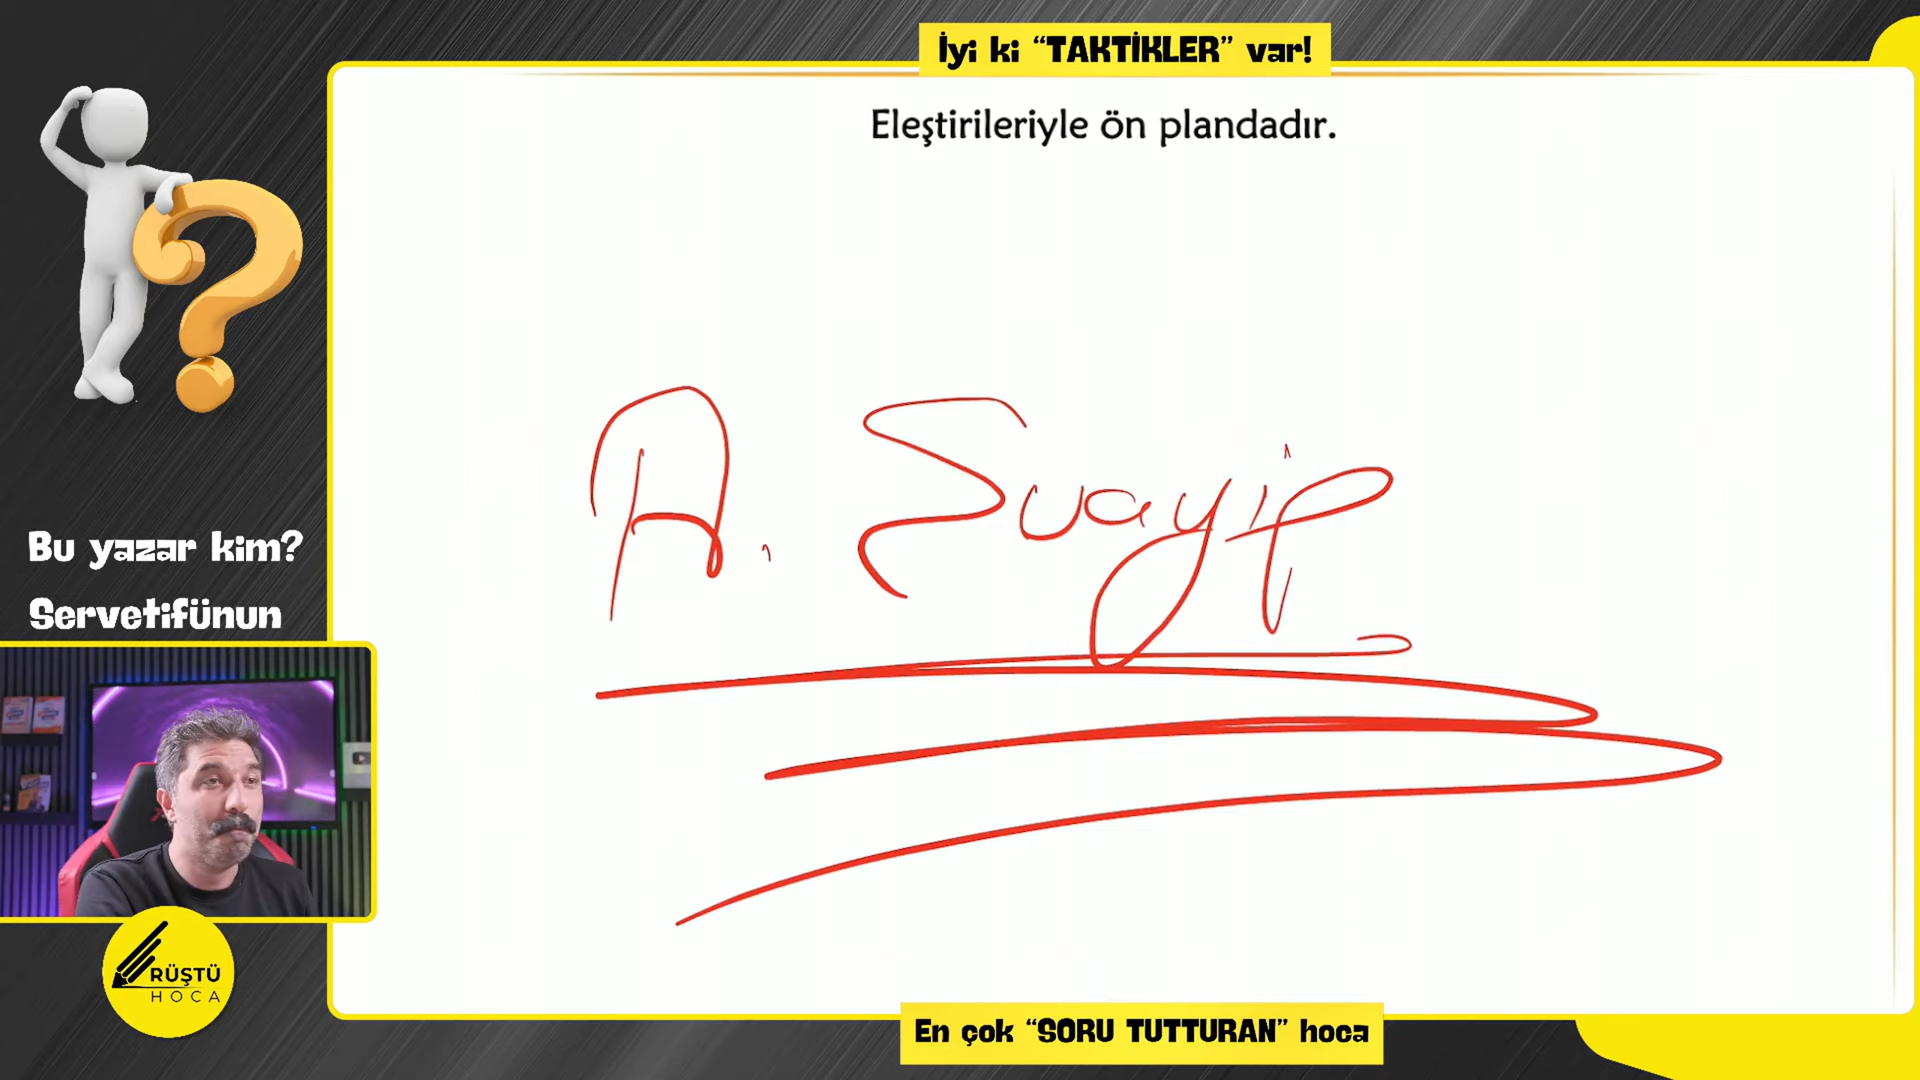 İyi ki “TAKTİKLER” var!
Eleştirileriyle ön plandadır.
A. Şuayip
Bu yazar kim?
Servetifünun
RÜŞTÜ
HOCA
En çok “SORU TUTTURAN” hoca